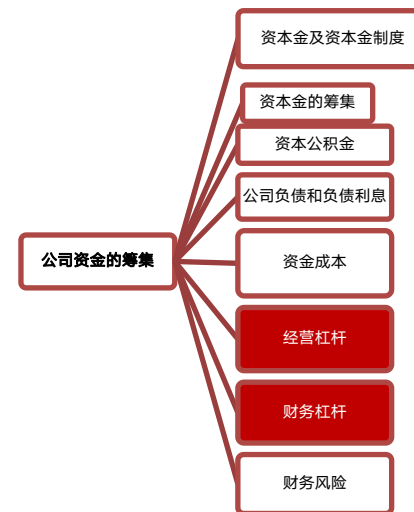 资本金及资本金制度
资本金的筹集
资本公积金
公司负债和负债利息
公司资金的筹集
资金成本
经营杠杆
财务杠杆
财务风险